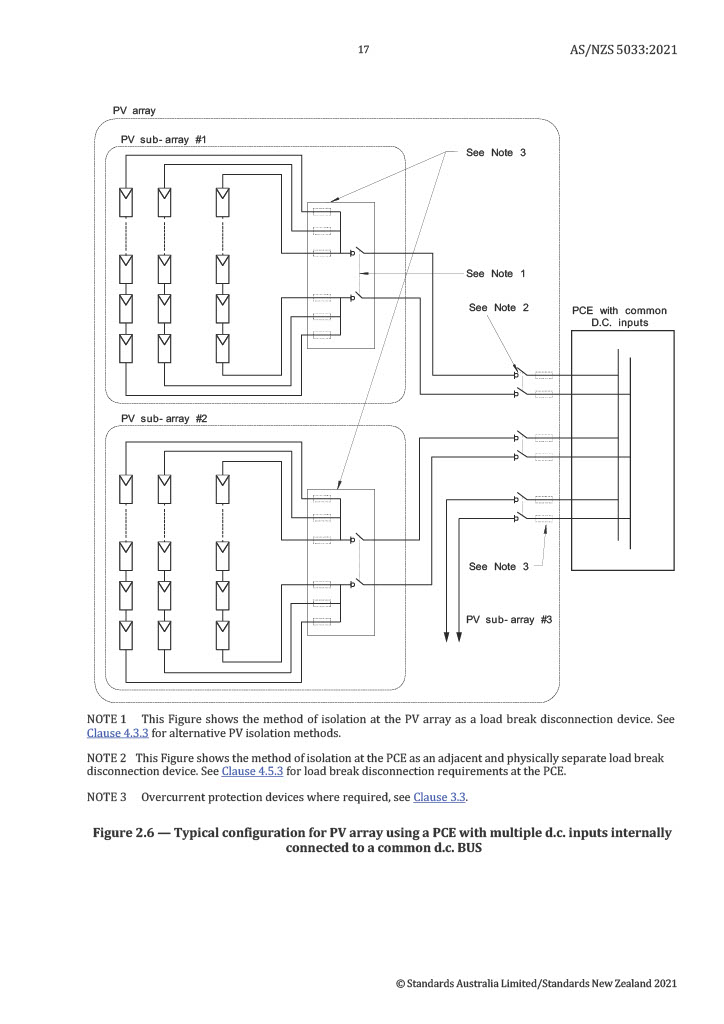 17
AS/NZS 5033:2021
PV array
PV sub-array #1
See Note 3
See Note 1
See Note 2
PCE with common
D.C. inputs
PV sub-array #2
See Note 3
PV sub-array #3
NOTE 1 This Figure shows the method of isolation at the PV array as a load break disconnection device. See
Clause 4.3.3 for alternative PV isolation methods.
NOTE 2 This Figure shows the method of isolation at the PCE as an adjacent and physically separate load break
disconnection device. See Clause 4.5.3 for load break disconnection requirements at the PCE.
NOTE 3 Overcurrent protection devices where required, see Clause 3.3.
Figure 2.6 — Typical configuration for PV array using a PCE with multiple d.c. inputs internally
connected to a common d.c. BUS
© Standards Australia Limited/Standards New Zealand 2021